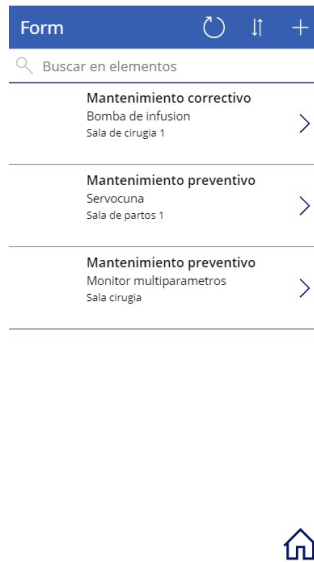 Form
Buscar en elementos
Mantenimiento correctivo
Bomba de infusion
Sala de cirugia 1
Mantenimiento preventivo
Servocuna
Sala de partos 1
Mantenimiento preventivo
Monitor multiparametros
Sala cirugia